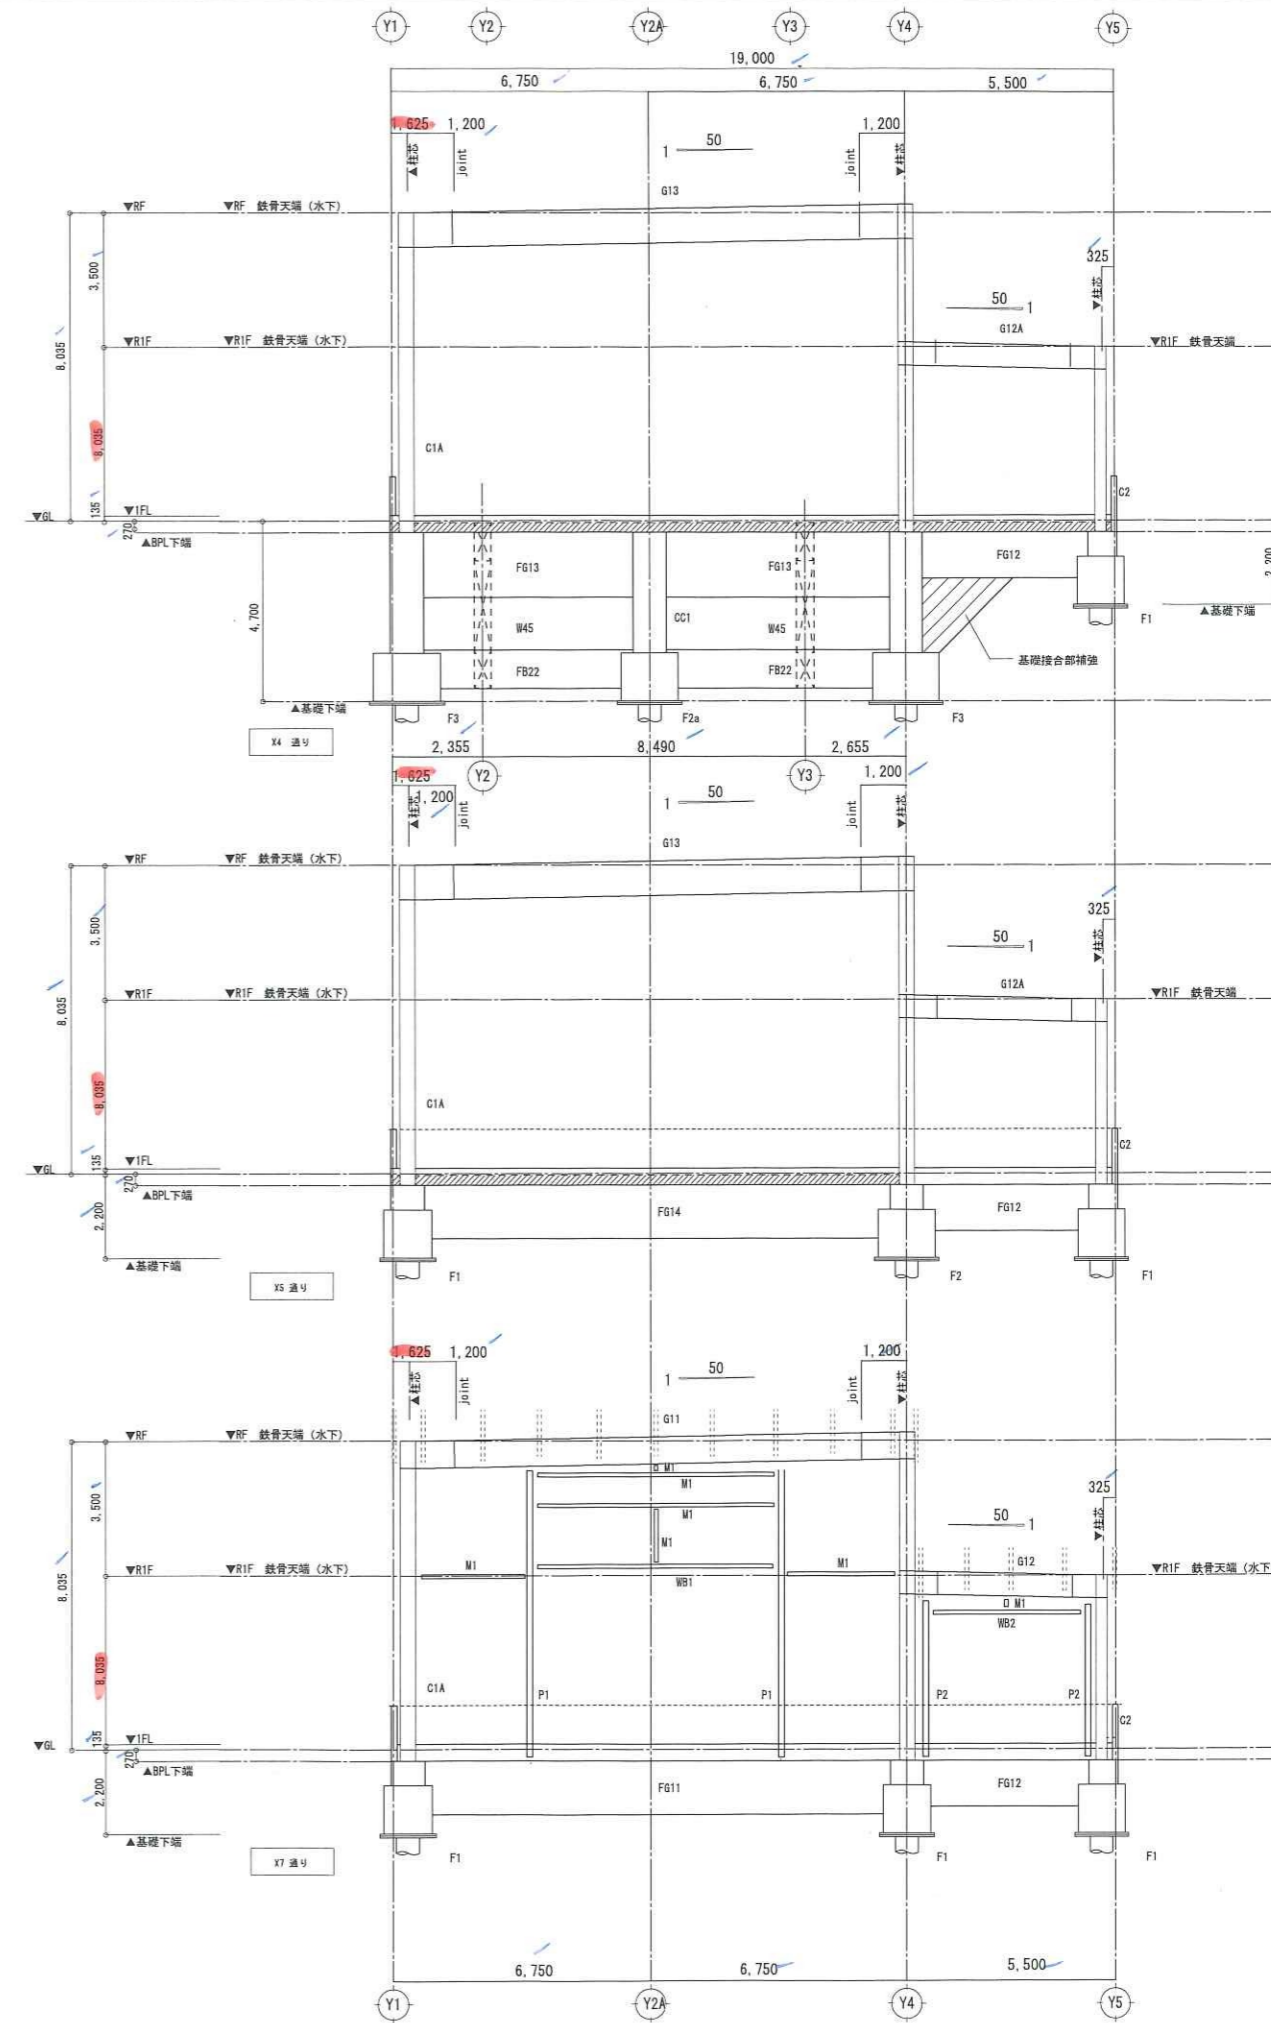 Y1 Y2 Y2A Y3 Y4 Y5
19,000
6,750 6,750 5,500
1,625 1,200 1 50 1,200
▲柱芯 joint joint ▼柱芯
G13
▼RF ▼RF 鉄骨天端（水下）
3,500
325
▼柱芯
50 1
8,035
G12A
▼R1F ▼R1F 鉄骨天端（水下） ▼R1F 鉄骨天端
8,035
C1A
135 ▼1FL C2
▼GL
270 ▲BPL下端
FG13 FG13 FG12
2,200
4,700
▲基礎下端
W45 CC1 W45 F1
基礎接合部補強
FB22 FB22
▲基礎下端 F3 F2a F3
X4 通り
2,355 8,490 2,655
Y2 Y3
1,625 1,200 1 50 1,200
▲柱芯 joint joint ▼柱芯
G13
▼RF ▼RF 鉄骨天端（水下）
3,500
325
▼柱芯
50 1
8,035
G12A
▼R1F ▼R1F 鉄骨天端（水下） ▼R1F 鉄骨天端
8,035
C1A
135 ▼1FL C2
▼GL
270 ▲BPL下端
2,200
FG14 FG12
▲基礎下端
F1 F2 F1
X5 通り
1,625 1,200 1 50 1,200
▲柱芯 joint joint ▼柱芯
G11
▼RF ▼RF 鉄骨天端（水下）
M1
M1
3,500
325
▼柱芯
M1
50 1
M1
8,035
M1 M1 G12
▼R1F ▼R1F 鉄骨天端（水下） ▼R1F 鉄骨天端（水下
WB1
M1
WB2
8,035
C1A P1 P1 P2 P2
C2
135 ▼1FL
▼GL
270 ▲BPL下端
2,200
FG11 FG12
▲基礎下端
F1 F1 F1
X7 通り
6,750 6,750 5,500
Y1 Y2A Y4 Y5